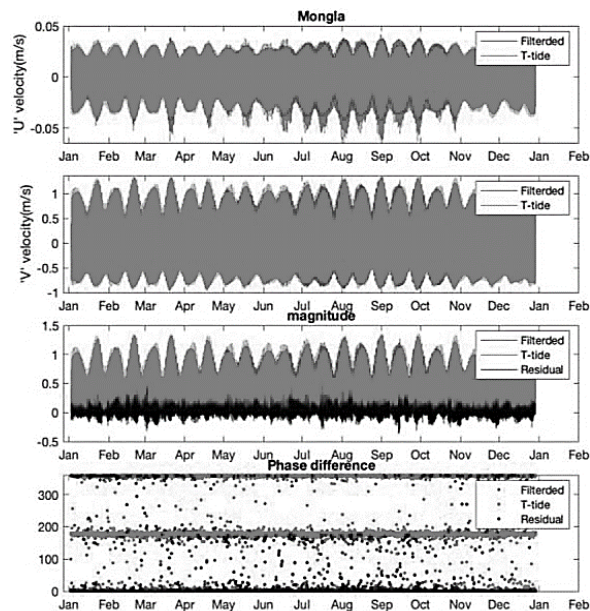 Mongla
0.05
0
-0.05
'U' velocity(m/s)
Filterded
T-tide
Jan Feb Mar Apr May Jun Jul Aug Sep Oct Nov Dec Jan Feb
1
0.5
0
-0.5
-1
'V' velocity(m/s)
Filterded
T-tide
Jan Feb Mar Apr May Jun Jul Aug Sep Oct Nov Dec Jan Feb
magnitude
1.5
1
0.5
0
-0.5
Filterded
T-tide
Residual
Jan Feb Mar Apr May Jun Jul Aug Sep Oct Nov Dec Jan Feb
Phase difference
300
200
100
0
Filterded
T-tide
Residual
Jan Feb Mar Apr May Jun Jul Aug Sep Oct Nov Dec Jan Feb